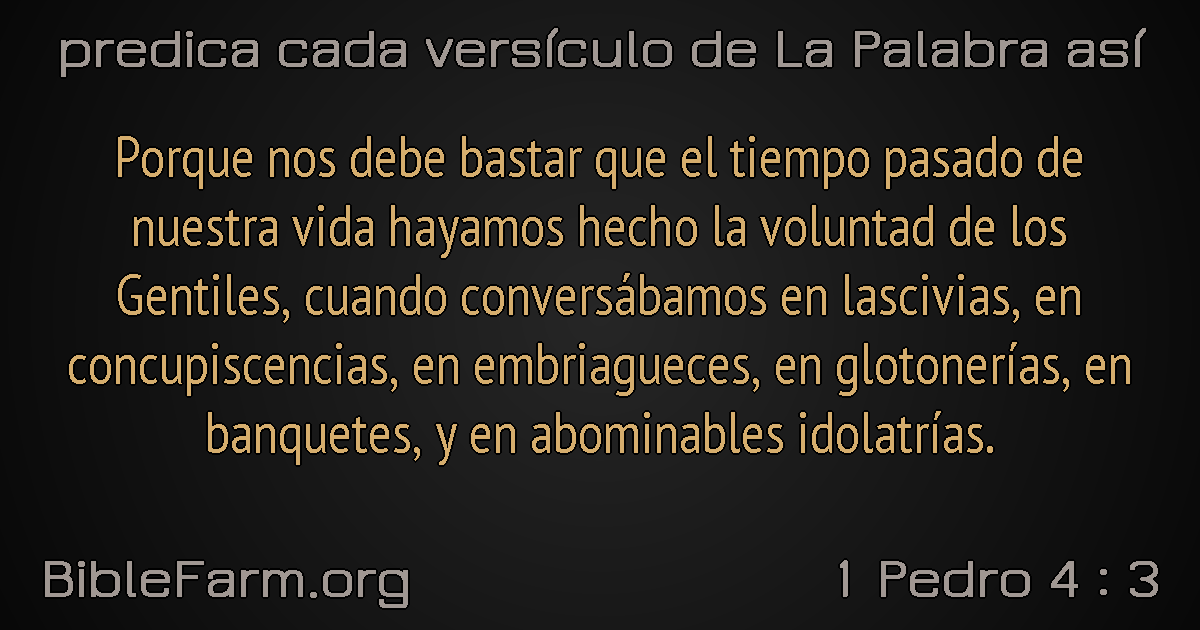 predica cada versículo de La Palabra así
Porque nos debe bastar que el tiempo pasado de
nuestra vida hayamos hecho la voluntad de los
Gentiles, cuando conversábamos en lascivias, en
concupiscencias, en embriagueces, en glotonerías, en
banquetes, y en abominables idolatrías.
BibleFarm.org
1 Pedro 4 : 3